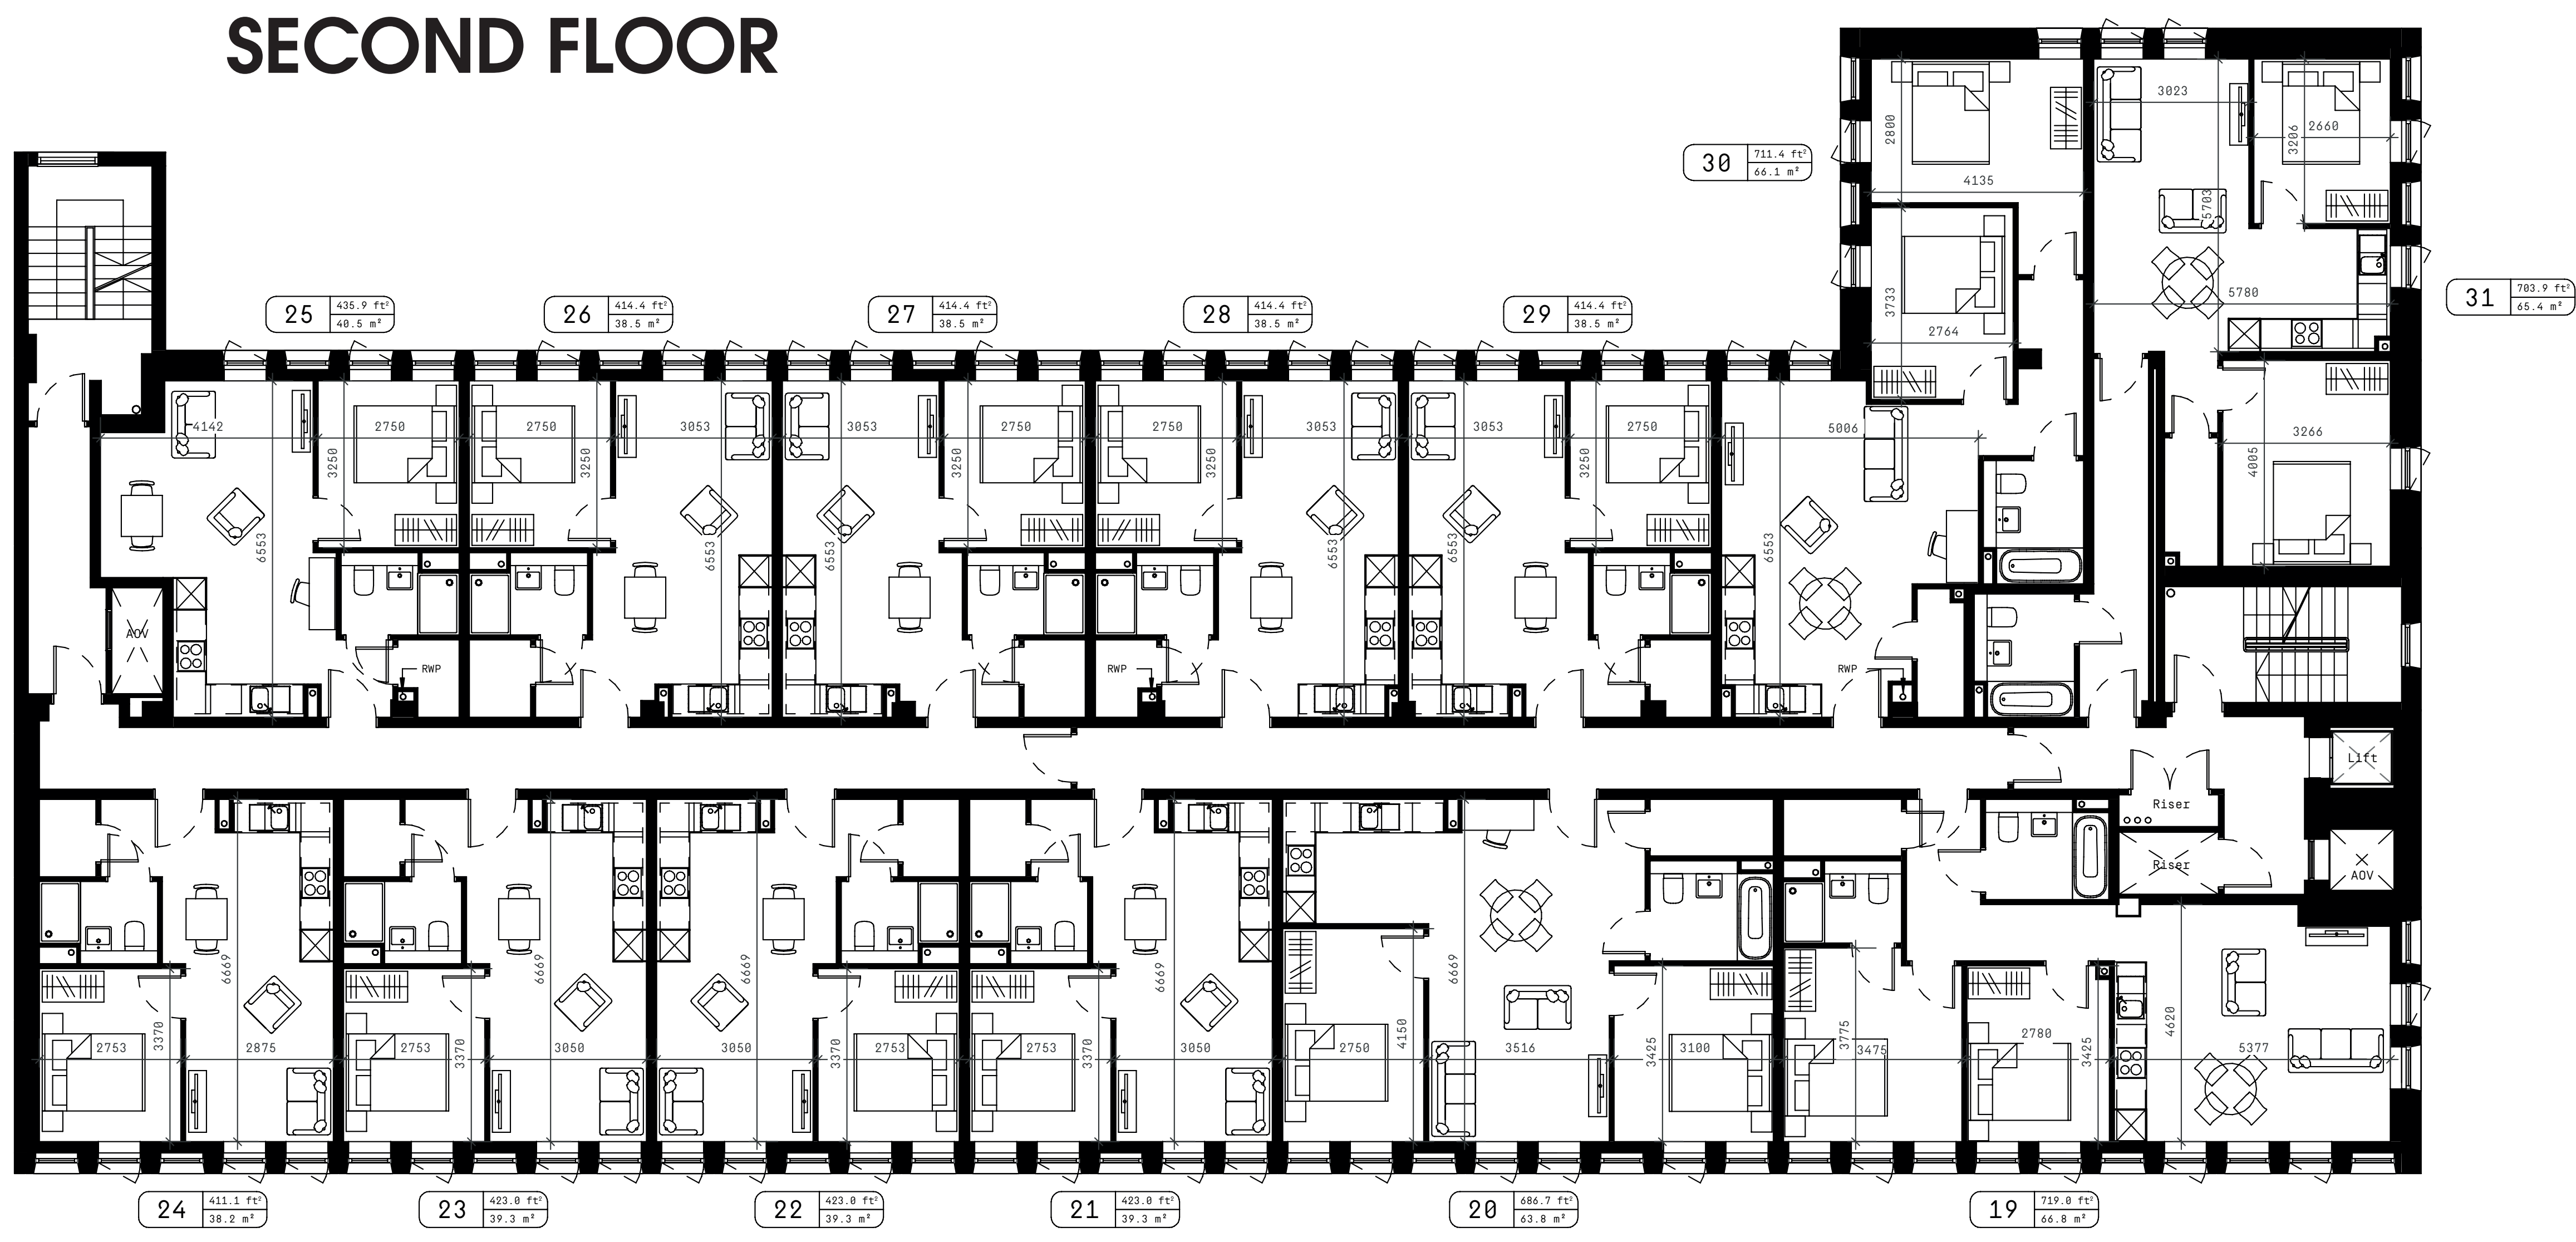 SECOND FLOOR
30 711.4 ft²
66.1 m²
3023
2660
3206
2800
4135
5703
3733
2764
5780
31 703.9 ft²
65.4 m²
25 435.9 ft²
40.5 m²
26 414.4 ft²
38.5 m²
27 414.4 ft²
38.5 m²
28 414.4 ft²
38.5 m²
29 414.4 ft²
38.5 m²
4142
2750
2750
3053
3053
2750
2750
3053
3053
2750
5006
3266
3250
3250
3250
3250
3250
4005
6553
6553
6553
6553
6553
6553
AOV
RWP
RWP
RWP
Lift
Riser
Riser
AOV
6669
6669
6669
6669
6669
4620
3370
3370
3370
3370
4150
3425
3775
3425
2753
2875
2753
3050
3050
2753
2753
3050
2750
3516
3100
3475
2780
5377
24 411.1 ft²
38.2 m²
23 423.0 ft²
39.3 m²
22 423.0 ft²
39.3 m²
21 423.0 ft²
39.3 m²
20 686.7 ft²
63.8 m²
19 719.0 ft²
66.8 m²